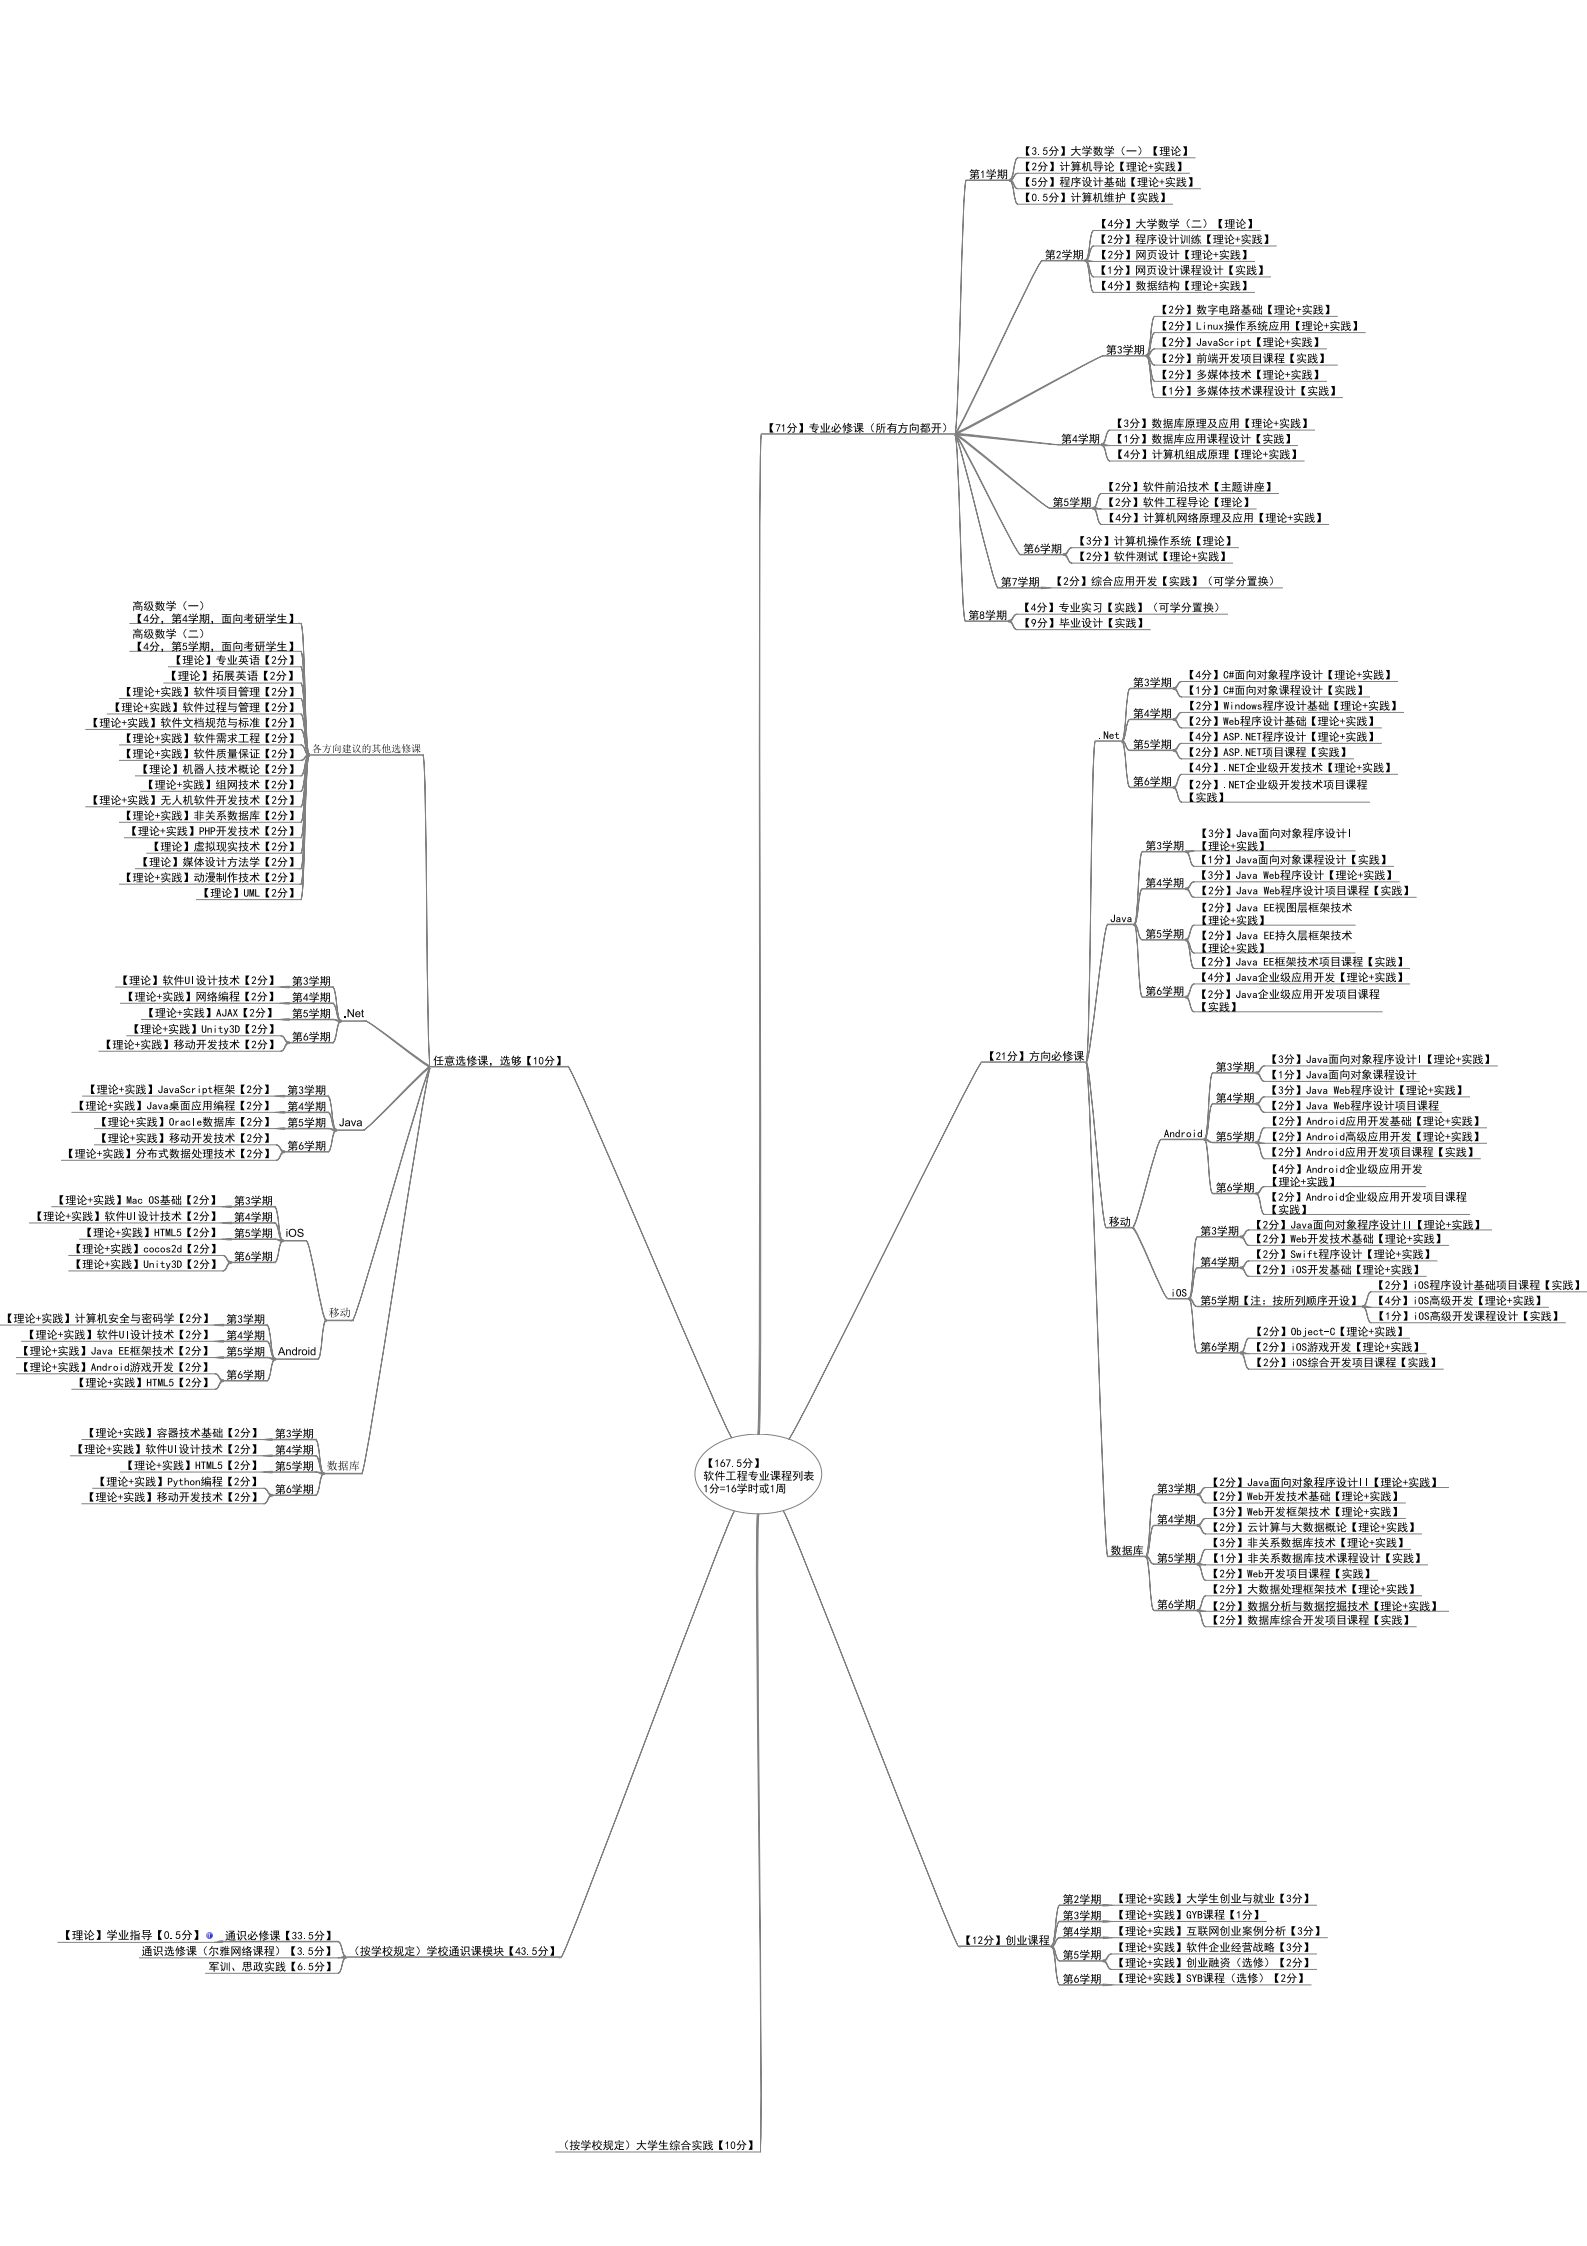 【167.5分】
软件工程专业课程列表
1分=16学时或1周
【71分】专业必修课（所有方向都开）
第1学期
【3.5分】大学数学（一）【理论】
【2分】计算机导论【理论+实践】
【5分】程序设计基础【理论+实践】
【0.5分】计算机维护【实践】
第2学期
【4分】大学数学（二）【理论】
【2分】程序设计训练【理论+实践】
【2分】网页设计【理论+实践】
【1分】网页设计课程设计【实践】
【4分】数据结构【理论+实践】
第3学期
【2分】数字电路基础【理论+实践】
【2分】Linux操作系统应用【理论+实践】
【2分】JavaScript【理论+实践】
【2分】前端开发项目课程【实践】
【2分】多媒体技术【理论+实践】
【1分】多媒体技术课程设计【实践】
第4学期
【3分】数据库原理及应用【理论+实践】
【1分】数据库应用课程设计【实践】
【4分】计算机组成原理【理论+实践】
第5学期
【2分】软件前沿技术【主题讲座】
【2分】软件工程导论【理论】
【4分】计算机网络原理及应用【理论+实践】
第6学期
【3分】计算机操作系统【理论】
【2分】软件测试【理论+实践】
第7学期
【2分】综合应用开发【实践】（可学分置换）
第8学期
【4分】专业实习【实践】（可学分置换）
【9分】毕业设计【实践】
【21分】方向必修课
.Net
第3学期
【4分】C#面向对象程序设计【理论+实践】
【1分】C#面向对象课程设计【实践】
第4学期
【2分】Windows程序设计基础【理论+实践】
【2分】Web程序设计基础【理论+实践】
第5学期
【4分】ASP.NET程序设计【理论+实践】
【2分】ASP.NET项目课程【实践】
第6学期
【4分】.NET企业级开发技术【理论+实践】
【2分】.NET企业级开发技术项目课程
【实践】
Java
第3学期
【3分】Java面向对象程序设计I
【理论+实践】
【1分】Java面向对象课程设计【实践】
第4学期
【3分】Java Web程序设计【理论+实践】
【2分】Java Web程序设计项目课程【实践】
第5学期
【2分】Java EE视图层框架技术
【理论+实践】
【2分】Java EE持久层框架技术
【理论+实践】
【2分】Java EE框架技术项目课程【实践】
第6学期
【4分】Java企业级应用开发【理论+实践】
【2分】Java企业级应用开发项目课程
【实践】
移动
Android
第3学期
【3分】Java面向对象程序设计I【理论+实践】
【1分】Java面向对象课程设计
第4学期
【3分】Java Web程序设计【理论+实践】
【2分】Java Web程序设计项目课程
第5学期
【2分】Android应用开发基础【理论+实践】
【2分】Android高级应用开发【理论+实践】
【2分】Android应用开发项目课程【实践】
第6学期
【4分】Android企业级应用开发
【理论+实践】
【2分】Android企业级应用开发项目课程
【实践】
iOS
第3学期
【2分】Java面向对象程序设计II【理论+实践】
【2分】Web开发技术基础【理论+实践】
第4学期
【2分】Swift程序设计【理论+实践】
【2分】iOS开发基础【理论+实践】
第5学期【注：按所列顺序开设】
【2分】iOS程序设计基础项目课程【实践】
【4分】iOS高级开发【理论+实践】
【1分】iOS高级开发课程设计【实践】
第6学期
【2分】Object-C【理论+实践】
【2分】iOS游戏开发【理论+实践】
【2分】iOS综合开发项目课程【实践】
数据库
第3学期
【2分】Java面向对象程序设计II【理论+实践】
【2分】Web开发技术基础【理论+实践】
第4学期
【3分】Web开发框架技术【理论+实践】
【2分】云计算与大数据概论【理论+实践】
第5学期
【3分】非关系数据库技术【理论+实践】
【1分】非关系数据库技术课程设计【实践】
【2分】Web开发项目课程【实践】
第6学期
【2分】大数据处理框架技术【理论+实践】
【2分】数据分析与数据挖掘技术【理论+实践】
【2分】数据库综合开发项目课程【实践】
【12分】创业课程
第2学期
【理论+实践】大学生创业与就业【3分】
第3学期
【理论+实践】GYB课程【1分】
第4学期
【理论+实践】互联网创业案例分析【3分】
第5学期
【理论+实践】软件企业经营战略【3分】
【理论+实践】创业融资（选修）【2分】
第6学期
【理论+实践】SYB课程（选修）【2分】
任意选修课，选够【10分】
各方向建议的其他选修课
高级数学（一）
【4分，第4学期，面向考研学生】
高级数学（二）
【4分，第5学期，面向考研学生】
【理论】专业英语【2分】
【理论】拓展英语【2分】
【理论+实践】软件项目管理【2分】
【理论+实践】软件过程与管理【2分】
【理论+实践】软件文档规范与标准【2分】
【理论+实践】软件需求工程【2分】
【理论+实践】软件质量保证【2分】
【理论】机器人技术概论【2分】
【理论+实践】组网技术【2分】
【理论+实践】无人机软件开发技术【2分】
【理论+实践】非关系数据库【2分】
【理论+实践】PHP开发技术【2分】
【理论】虚拟现实技术【2分】
【理论】媒体设计方法学【2分】
【理论+实践】动漫制作技术【2分】
【理论】UML【2分】
.Net
第3学期
【理论】软件UI设计技术【2分】
第4学期
【理论+实践】网络编程【2分】
第5学期
【理论+实践】AJAX【2分】
第6学期
【理论+实践】Unity3D【2分】
【理论+实践】移动开发技术【2分】
Java
第3学期
【理论+实践】JavaScript框架【2分】
第4学期
【理论+实践】Java桌面应用编程【2分】
第5学期
【理论+实践】Oracle数据库【2分】
第6学期
【理论+实践】移动开发技术【2分】
【理论+实践】分布式数据处理技术【2分】
移动
iOS
第3学期
【理论+实践】Mac OS基础【2分】
第4学期
【理论+实践】软件UI设计技术【2分】
第5学期
【理论+实践】HTML5【2分】
第6学期
【理论+实践】cocos2d【2分】
【理论+实践】Unity3D【2分】
Android
第3学期
【理论+实践】计算机安全与密码学【2分】
第4学期
【理论+实践】软件UI设计技术【2分】
第5学期
【理论+实践】Java EE框架技术【2分】
第6学期
【理论+实践】Android游戏开发【2分】
【理论+实践】HTML5【2分】
数据库
第3学期
【理论+实践】容器技术基础【2分】
第4学期
【理论+实践】软件UI设计技术【2分】
第5学期
【理论+实践】HTML5【2分】
第6学期
【理论+实践】Python编程【2分】
【理论+实践】移动开发技术【2分】
（按学校规定）学校通识课模块【43.5分】
通识必修课【33.5分】
【理论】学业指导【0.5分】
通识选修课（尔雅网络课程）【3.5分】
军训、思政实践【6.5分】
（按学校规定）大学生综合实践【10分】